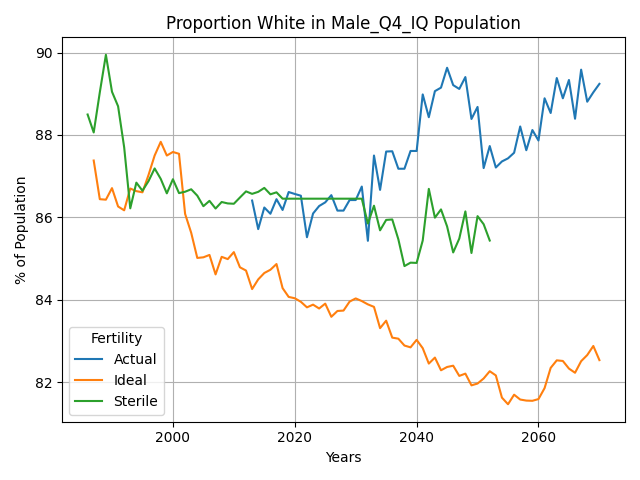 Proportion White in Male_Q4_IQ Population
% of Population
90
88
86
84
82
Fertility
Actual
Ideal
Sterile
2000 2020 2040 2060
Years